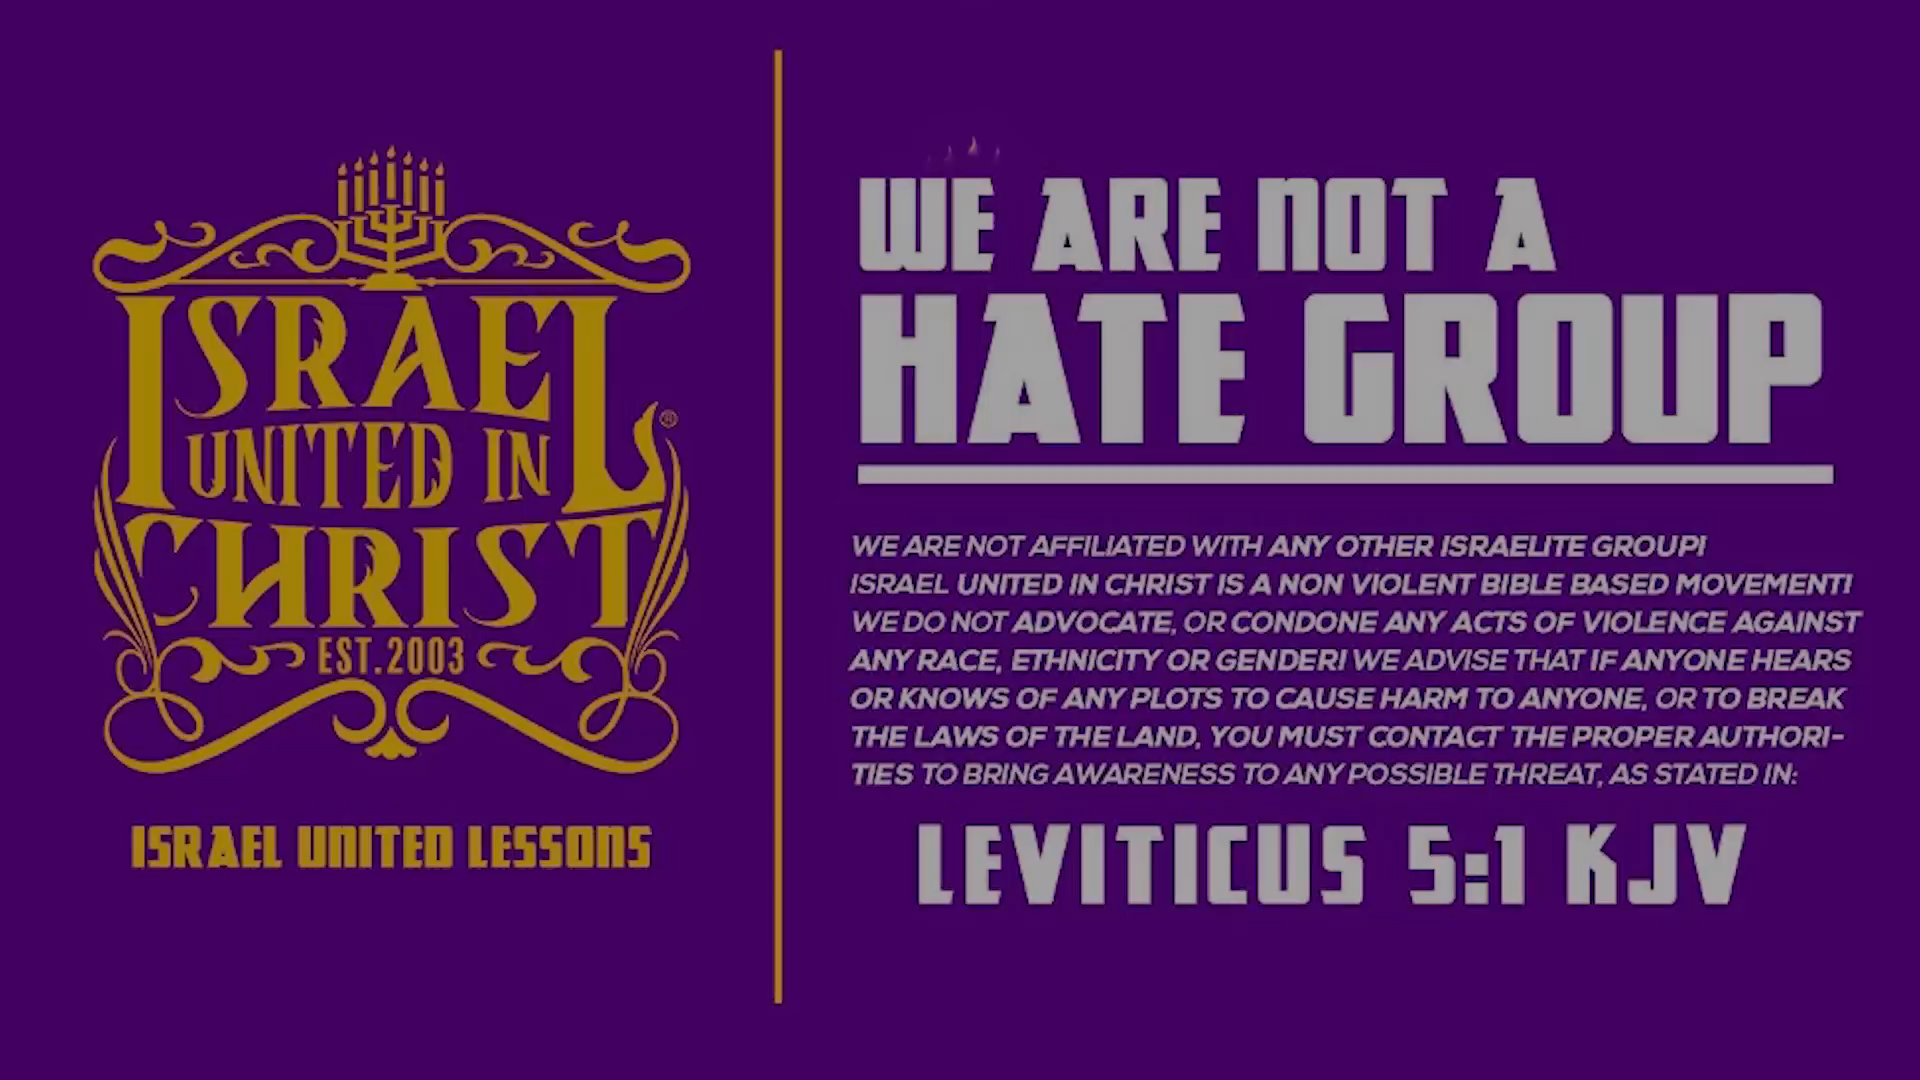 ISRAEL
UNITED IN
CHRIST
®
EST.2003
ISRAEL UNITED LESSONS
WE ARE NOT A
HATE GROUP
WE ARE NOT AFFILIATED WITH ANY OTHER ISRAELITE GROUP!
ISRAEL UNITED IN CHRIST IS A NON VIOLENT BIBLE BASED MOVEMENT!
WE DO NOT ADVOCATE, OR CONDONE ANY ACTS OF VIOLENCE AGAINST
ANY RACE, ETHNICITY OR GENDER! WE ADVISE THAT IF ANYONE HEARS
OR KNOWS OF ANY PLOTS TO CAUSE HARM TO ANYONE, OR TO BREAK
THE LAWS OF THE LAND, YOU MUST CONTACT THE PROPER AUTHORI-
TIES TO BRING AWARENESS TO ANY POSSIBLE THREAT, AS STATED IN:
LEVITICUS 5:1 KJV